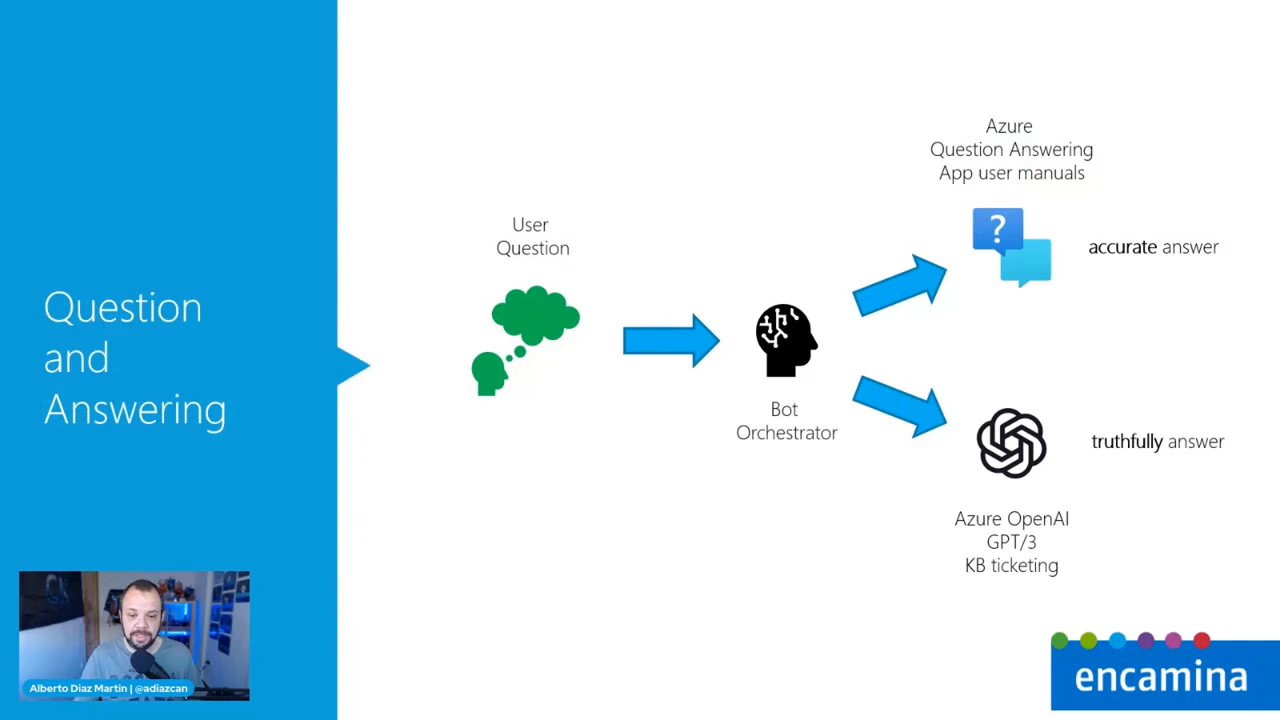 Question
and
Answering
User
Question
Bot
Orchestrator
Azure
Question Answering
App user manuals
?
accurate answer
truthfully answer
Azure OpenAI
GPT/3
KB ticketing
Alberto Diaz Martin | @adiazcan
encamina